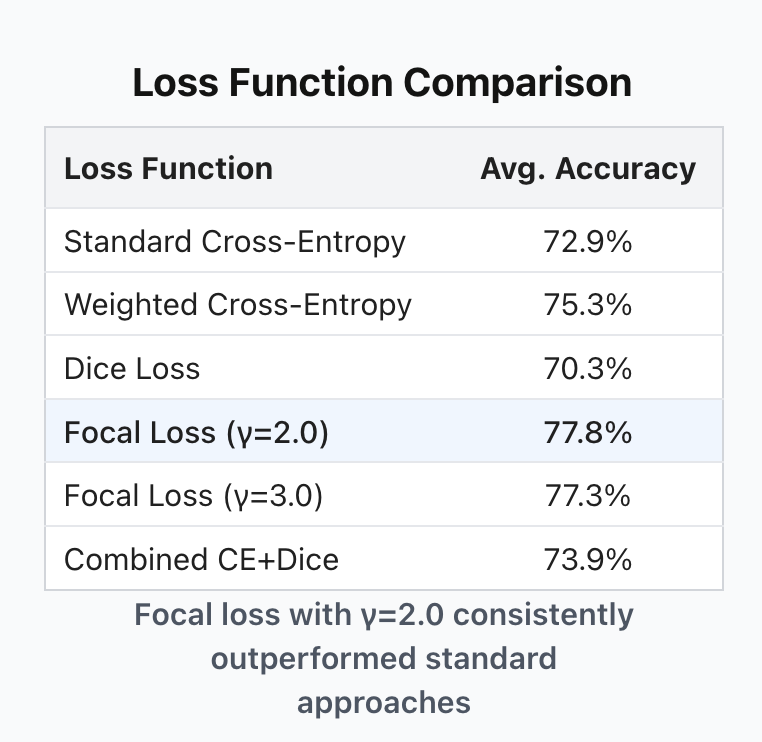 Loss Function Comparison
Loss Function Avg. Accuracy
Standard Cross-Entropy 72.9%
Weighted Cross-Entropy 75.3%
Dice Loss 70.3%
Focal Loss (γ=2.0) 77.8%
Focal Loss (γ=3.0) 77.3%
Combined CE+Dice 73.9%
Focal loss with γ=2.0 consistently
outperformed standard
approaches